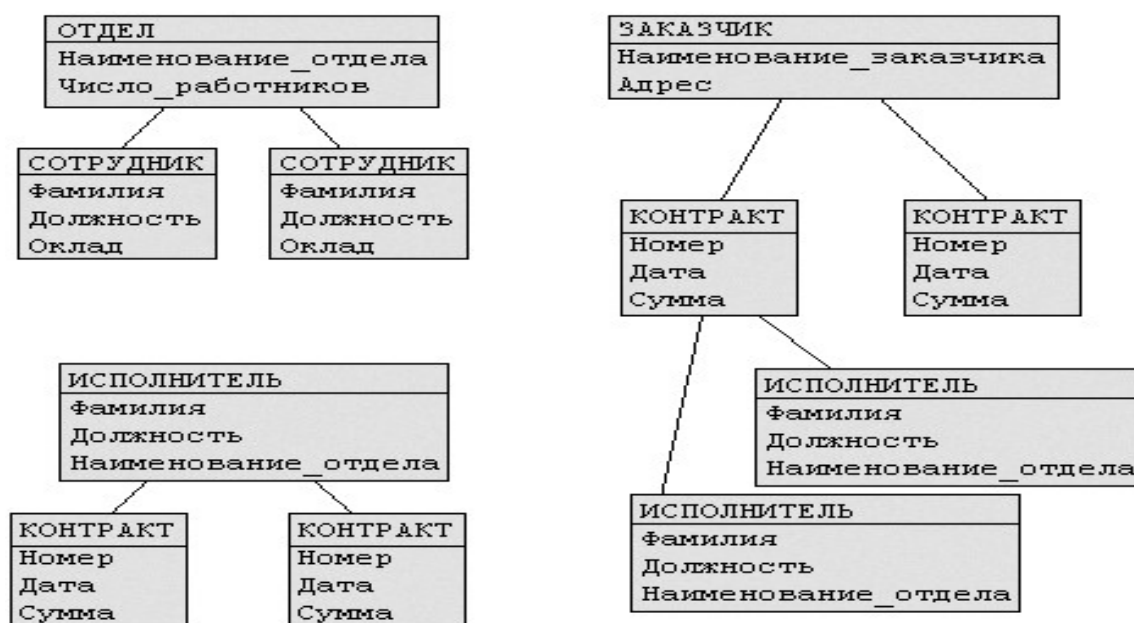 ОТДЕЛ
Наименование_отдела
Число_работников
СОТРУДНИК
Фамилия
Должность
Оклад
СОТРУДНИК
Фамилия
Должность
Оклад
ЗАКАЗЧИК
Наименование_заказчика
Адрес
КОНТРАКТ
Номер
Дата
Сумма
КОНТРАКТ
Номер
Дата
Сумма
ИСПОЛНИТЕЛЬ
Фамилия
Должность
Наименование_отдела
ИСПОЛНИТЕЛЬ
Фамилия
Должность
Наименование_отдела
ИСПОЛНИТЕЛЬ
Фамилия
Должность
Наименование_отдела
КОНТРАКТ
Номер
Дата
Сумма
КОНТРАКТ
Номер
Дата
Сумма